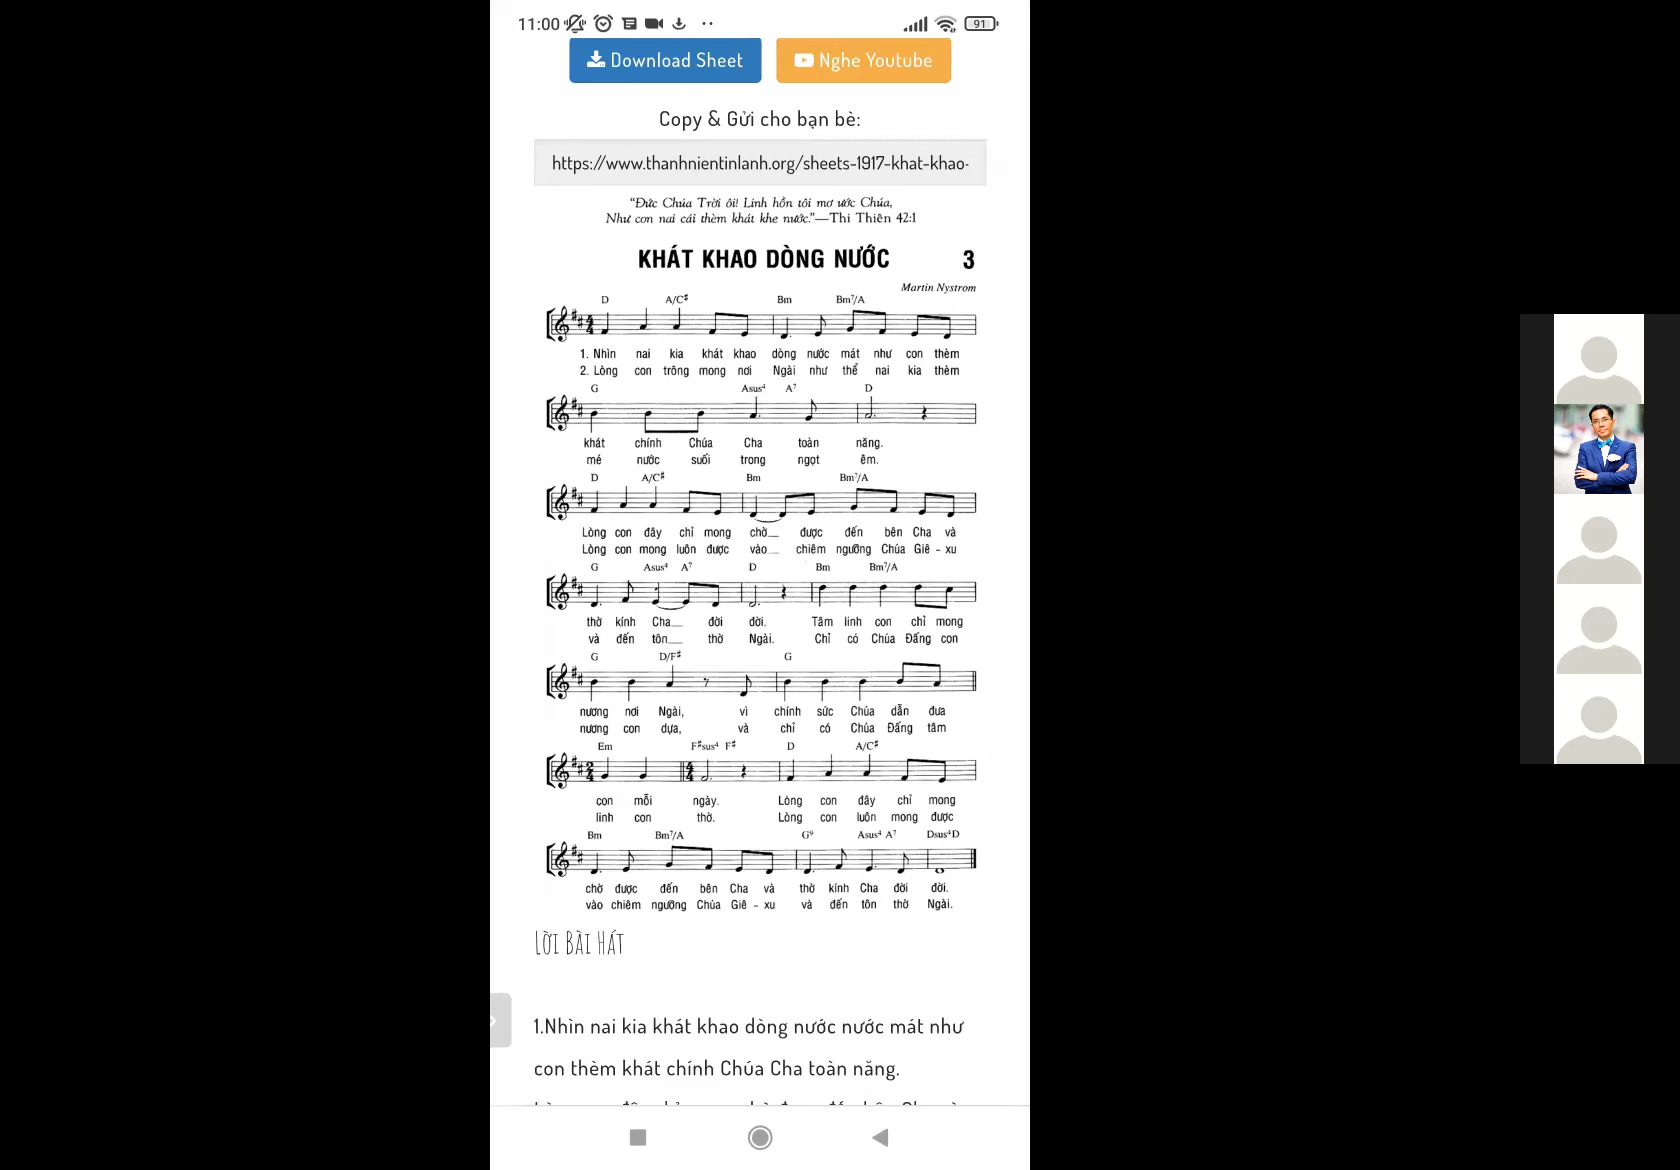 11:00
91
Download Sheet
Nghe Youtube
Copy & Gửi cho bạn bè:
https://www.thanhnientinlanh.org/sheets-1917-khat-khao-
"Đức Chúa Trời ôi! Linh hồn tôi mơ ước Chúa,
Như con nai cái thèm khát khe nước."—Thi Thiên 42:1
KHÁT KHAO DÒNG NƯỚC 3
Martin Nystrom
D A/C♯ Bm Bm⁷/A
1. Nhìn nai kia khát khao dòng nước mát như con thèm
2. Lòng con trông mong nơi Ngài như thể nai kia thèm
G Asus⁴ A⁷ D
khát chính Chúa Cha toàn năng.
mé nước suối trong ngọt êm.
D A/C♯ Bm Bm⁷/A
Lòng con đây chỉ mong chờ__ được đến bên Cha và
Lòng con mong luôn được vào__ chiêm ngưỡng Chúa Giê - xu
G Asus⁴ A⁷ D Bm Bm⁷/A
thờ kính Cha__ đời đời. Tâm linh con chỉ mong
và đến tôn__ thờ Ngài. Chỉ có Chúa Đấng con
G D/F♯ G
nương nơi Ngài, vì chính sức Chúa dẫn đưa
nương con dựa, và chỉ có Chúa Đấng tâm
Em F♯sus⁴ F♯ D A/C♯
con mỗi ngày. Lòng con đây chỉ mong
linh con thờ. Lòng con luôn mong được
Bm Bm⁷/A G⁹ Asus⁴ A⁷ Dsus⁴ D
chờ được đến bên Cha và thờ kính Cha đời đời.
vào chiêm ngưỡng Chúa Giê - xu và đến tôn thờ Ngài.
Lời Bài Hát
1.Nhìn nai kia khát khao dòng nước nước mát như
con thèm khát chính Chúa Cha toàn năng.